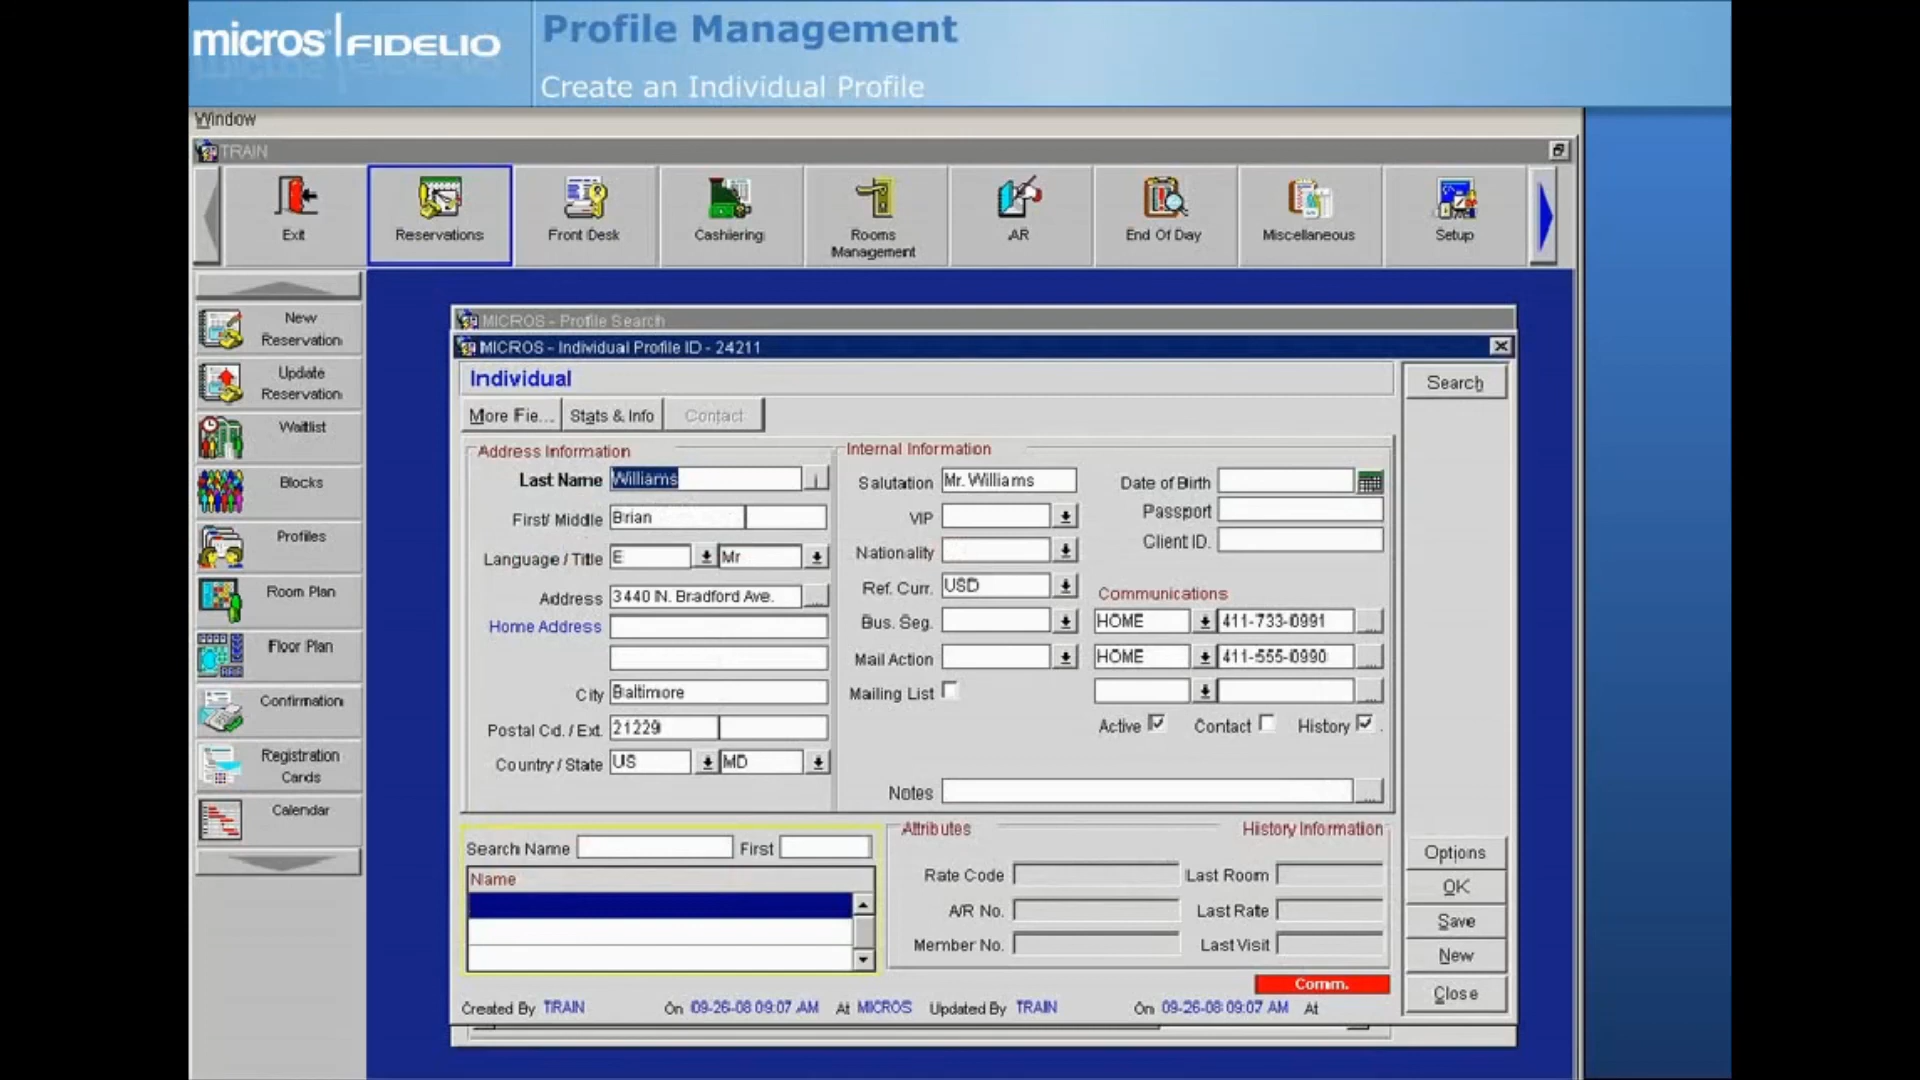 micros FIDELIO
Profile Management
Create an Individual Profile
Window
TRAIN
Exit
Reservations
Front Desk
Cashiering
Rooms
Management
AR
End Of Day
Miscellaneous
Setup
New
Reservation
Update
Reservation
Waitlist
Blocks
Profiles
Room Plan
Floor Plan
Confirmation
Registration
Cards
Calendar
MICROS - Profile Search
MICROS - Individual Profile ID - 24211
Individual
Search
More Fie... Stats & Info Contact
Address Information
Last Name Williams
First/ Middle Brian
Language / Title E Mr
Address 3440 N. Bradford Ave. ...
Home Address
City Baltimore
Postal Cd. / Ext. 21229
Country / State US MD
Internal Information
Salutation Mr. Williams
VIP
Nationality
Ref. Curr. USD
Bus. Seg.
Mail Action
Mailing List
Date of Birth
Passport
Client ID.
Communications
HOME 411-733-0991 ...
HOME 411-555-0990 ...
...
Active Contact History .
Notes ...
Search Name First
Name
Attributes
Rate Code
A/R No.
Member No.
History Information
Last Room
Last Rate
Last Visit
Comm.
Options
OK
Save
New
Close
Created By TRAIN On 09-26-08 09:07 AM At MICROS Updated By TRAIN On 09-26-08 09:07 AM At